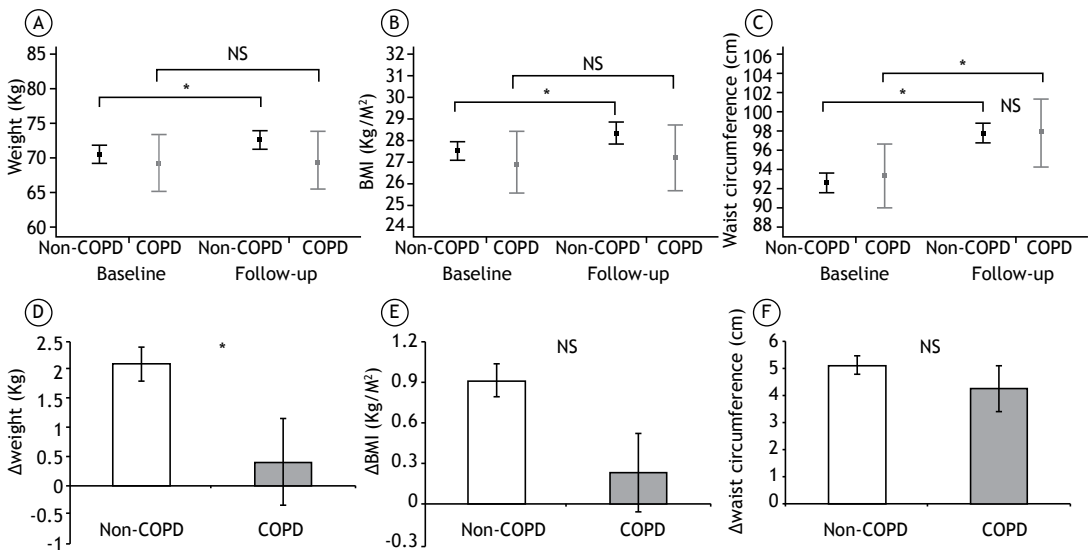 A
Weight (Kg)
85
80
75
70
65
60
NS
*
Non-COPD COPD Non-COPD COPD
Baseline Follow-up
B
BMI (Kg/M²)
32
31
30
29
28
27
26
25
24
NS
*
Non-COPD COPD Non-COPD COPD
Baseline Follow-up
C
Waist circumference (cm)
106
104
102
100
98
96
94
92
90
88
*
*
NS
Non-COPD COPD Non-COPD COPD
Baseline Follow-up
D
Δweight (Kg)
2.5
2
1.5
1
0.5
0
-0.5
-1
*
Non-COPD COPD
E
ΔBMI (Kg/M²)
1.2
0.9
0.6
0.3
0
-0.3
NS
Non-COPD COPD
F
Δwaist circumference (cm)
6
5
4
3
2
1
0
NS
Non-COPD COPD